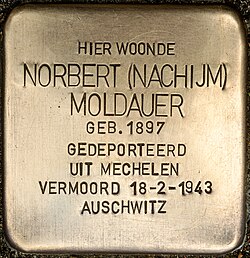 HIER WOONDE
NORBERT (NACHIJM)
MOLDAUER
GEB. 1897
GEDEPORTEERD
UIT MECHELEN
VERMOORD 18-2-1943
AUSCHWITZ